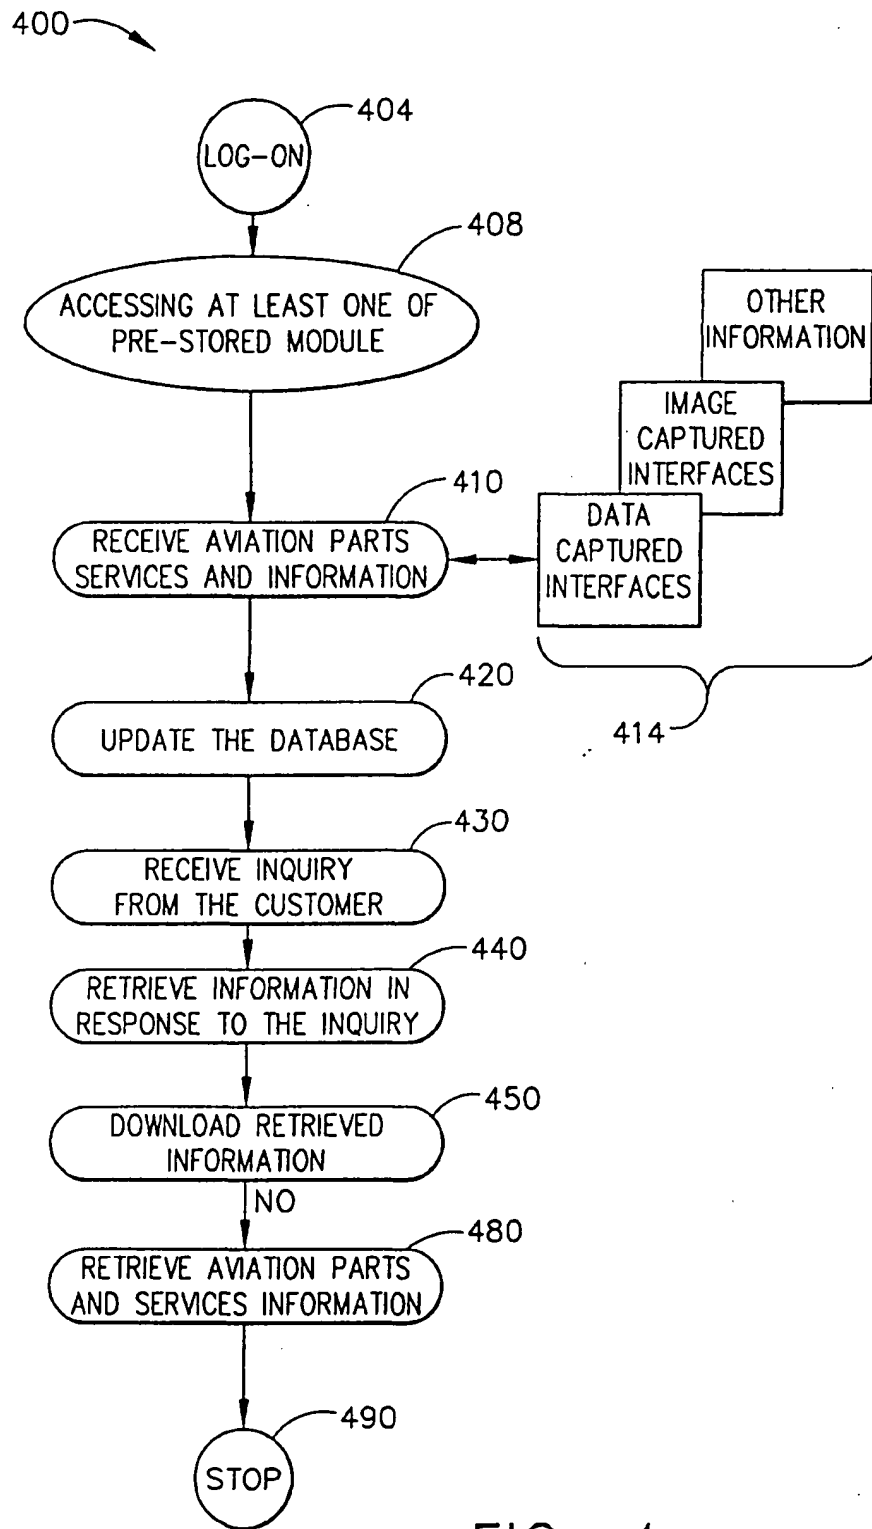 400
404
LOG-ON
408
ACCESSING AT LEAST ONE OF
PRE-STORED MODULE
OTHER
INFORMATION
IMAGE
CAPTURED
INTERFACES
410
RECEIVE AVIATION PARTS
SERVICES AND INFORMATION
DATA
CAPTURED
INTERFACES
414
420
UPDATE THE DATABASE
430
RECEIVE INQUIRY
FROM THE CUSTOMER
440
RETRIEVE INFORMATION IN
RESPONSE TO THE INQUIRY
450
DOWNLOAD RETRIEVED
INFORMATION
NO
480
RETRIEVE AVIATION PARTS
AND SERVICES INFORMATION
490
STOP